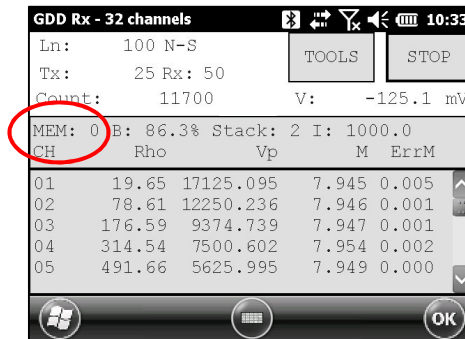 GDD Rx - 32 channels 10:33
Ln: 100 N-S TOOLS STOP
Tx: 25 Rx: 50
Count: 11700 V: -125.1 mV
MEM: 0 B: 86.3% Stack: 2 I: 1000.0
CH Rho Vp M ErrM
01 19.65 17125.095 7.945 0.005
02 78.61 12250.236 7.946 0.001
03 176.59 9374.739 7.947 0.001
04 314.54 7500.602 7.954 0.002
05 491.66 5625.995 7.949 0.000
OK